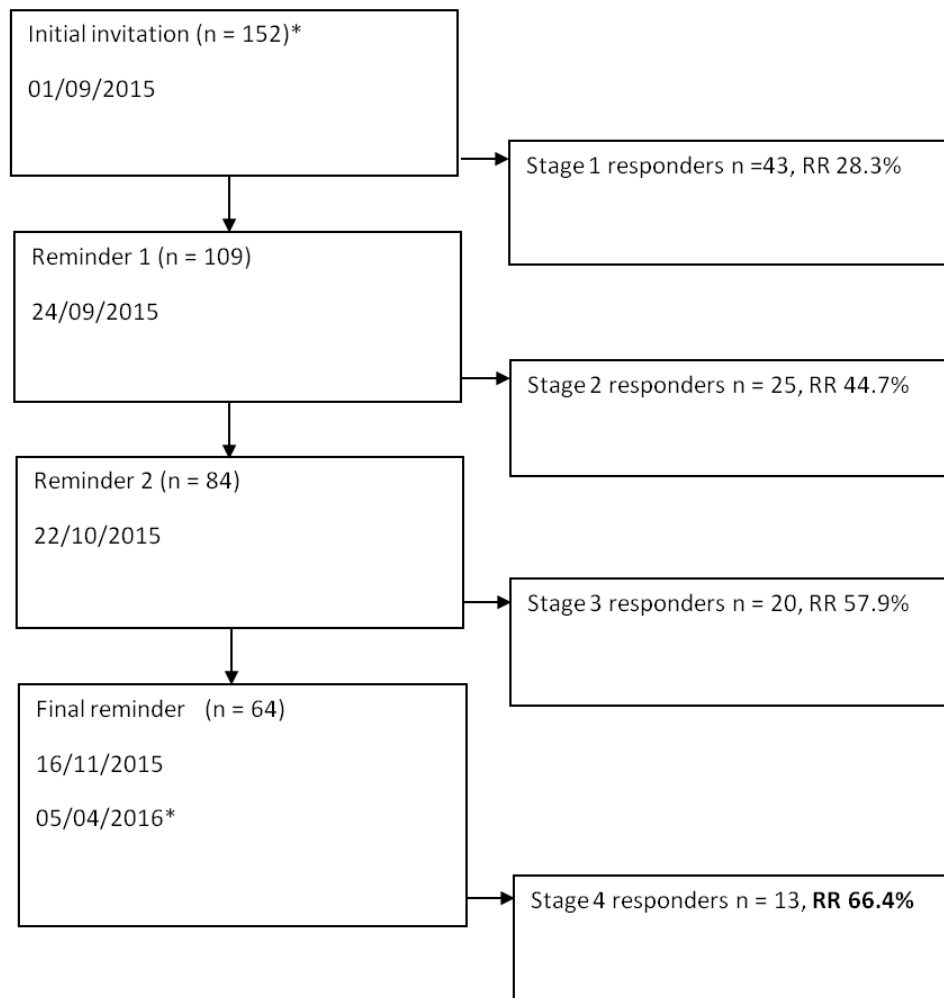 Initial invitation (n = 152)*
01/09/2015
Stage 1 responders n =43, RR 28.3%
Reminder 1 (n = 109)
24/09/2015
Stage 2 responders n = 25, RR 44.7%
Reminder 2 (n = 84)
22/10/2015
Stage 3 responders n = 20, RR 57.9%
Final reminder (n = 64)
16/11/2015
05/04/2016*
Stage 4 responders n = 13, RR 66.4%